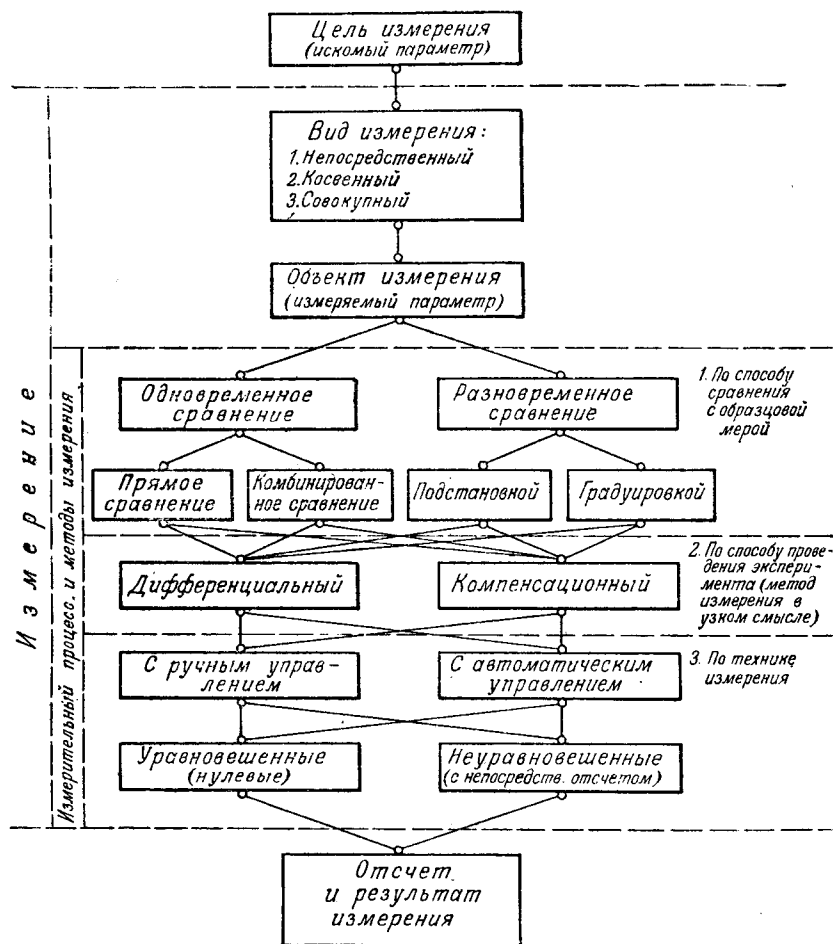 Цель измерения
(искомый параметр)
Вид измерения:
1. Непосредственный
2. Косвенный
3. Совокупный
Объект измерения
(измеряемый параметр)
Одновременное
сравнение
Разновременное
сравнение
1. По способу
сравнения
с образцовой
мерой
Прямое
сравнение
Комбинирован-
ное сравнение
Подстановкой
Градуировкой
Дифференциальный
Компенсационный
2. По способу прове-
дения экспери-
мента (метод
измерения в
узком смысле)
С ручным управ-
лением
С автоматическим
управлением
3. По технике
измерения
Уравновешенные
(нулевые)
Неуравновешенные
(с непосредств. отсчетом)
Отсчет
и результат
измерения
Измерение
Измерительный процесс и методы измерения